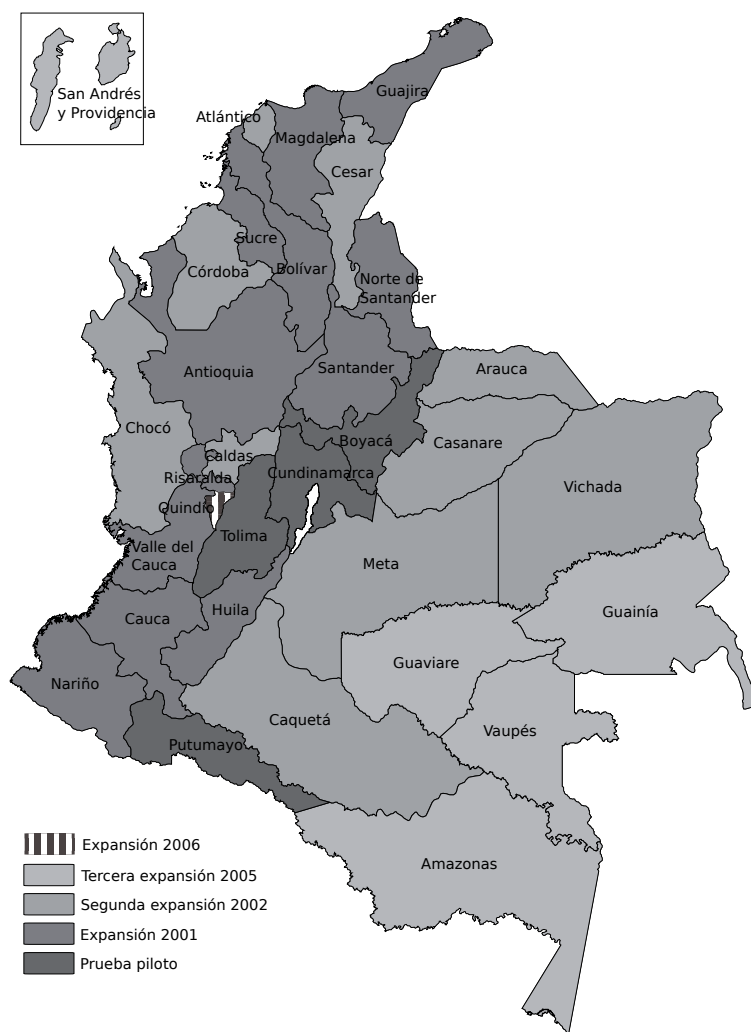 San Andrés
y Providencia
Guajira
Atlántico
Magdalena
Cesar
Sucre
Córdoba
Bolívar
Norte de
Santander
Antioquia
Santander
Arauca
Chocó
Boyacá
Casanare
Caldas
Cundinamarca
Risaralda
Vichada
Quindío
Tolima
Valle del
Cauca
Meta
Huila
Cauca
Guainía
Guaviare
Nariño
Caquetá
Vaupés
Putumayo
Amazonas
Expansión 2006
Tercera expansión 2005
Segunda expansión 2002
Expansión 2001
Prueba piloto